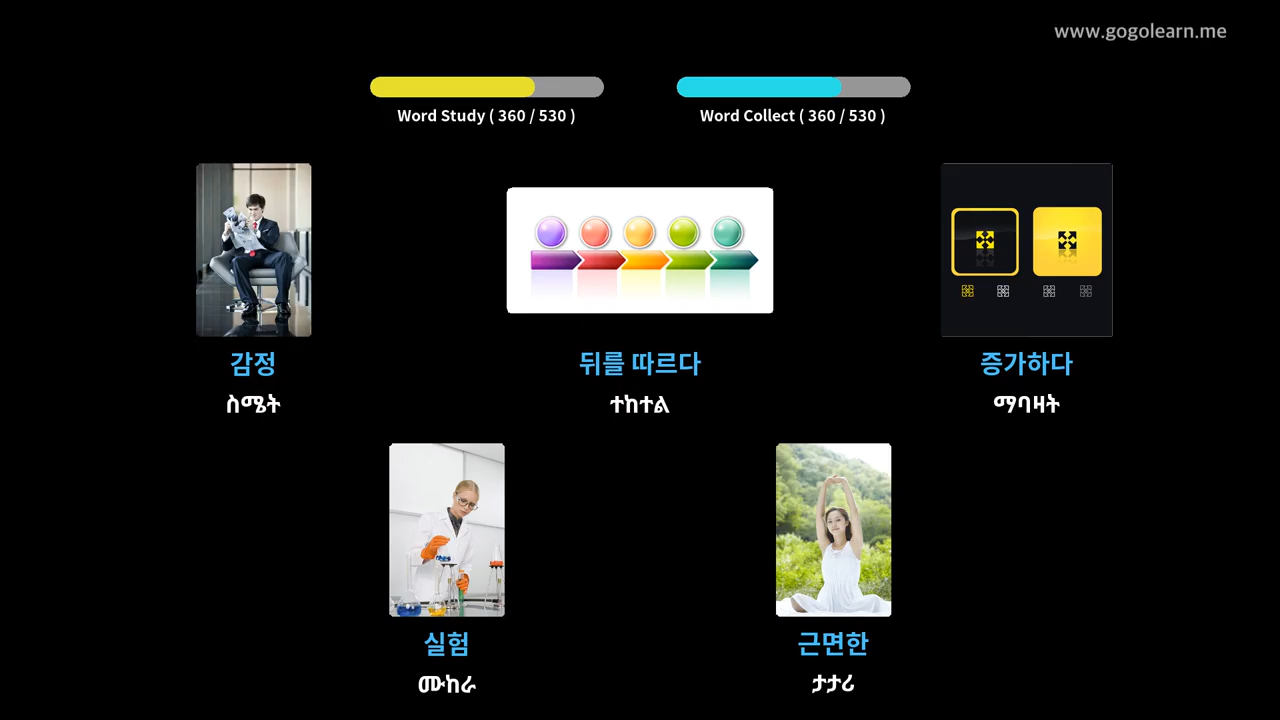 www.gogolearn.me
Word Study ( 360 / 530 )
Word Collect ( 360 / 530 )
감정
뒤를 따르다
증가하다
ስሜት
ተከተል
ማባዛት
실험
근면한
ሙከራ
ታታሪ